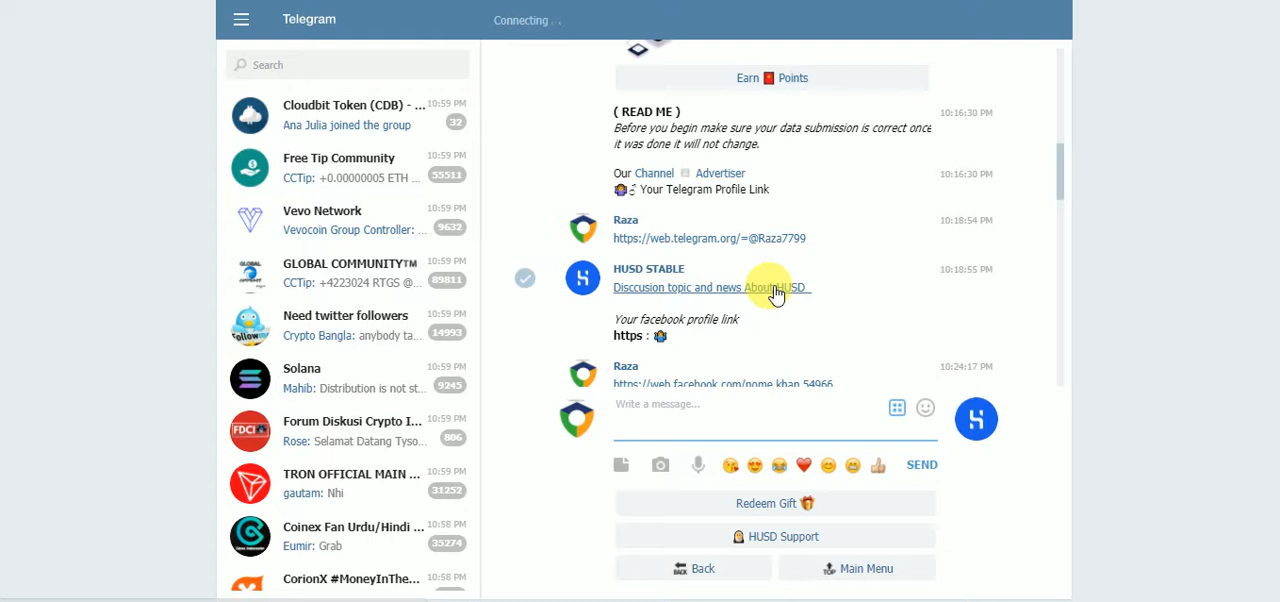 Telegram
Connecting ...
Search
Cloudbit Token (CDB) - ... 10:59 PM
Ana Julia joined the group 32
Free Tip Community 10:59 PM
CCTip: +0.00000005 ETH ... 55511
Vevo Network 10:59 PM
Vevocoin Group Controller: ... 9632
GLOBAL COMMUNITY™ 10:59 PM
CCTip: +4223024 RTGS @ ... 89811
Need twitter followers 10:59 PM
Crypto Bangla: anybody ta... 14993
Solana 10:59 PM
Mahib: Distribution is not st... 9245
Forum Diskusi Crypto I... 10:59 PM
FDCI
Rose: Selamat Datang Tyso... 806
TRON OFFICIAL MAIN ... 10:59 PM
gautam: Nhi 31252
Coinex Fan Urdu/Hindi ... 10:58 PM
Eumir: Grab 35274
CorionX #MoneyInThe... 10:58 PM
Earn 🧧 Points
( READ ME ) 10:16:30 PM
Before you begin make sure your data submission is correct once
it was done it will not change.
Our Channel Advertiser 10:16:30 PM
Your Telegram Profile Link
Raza 10:18:54 PM
https://web.telegram.org/=@Raza7799
HUSD STABLE 10:18:55 PM
Disccusion topic and news About HUSD
Your facebook profile link
https :
Raza 10:24:17 PM
https://web.facebook.com/nome.khan.54966
Write a message...
SEND
Redeem Gift 🎁
HUSD Support
BACK Back
TOP Main Menu